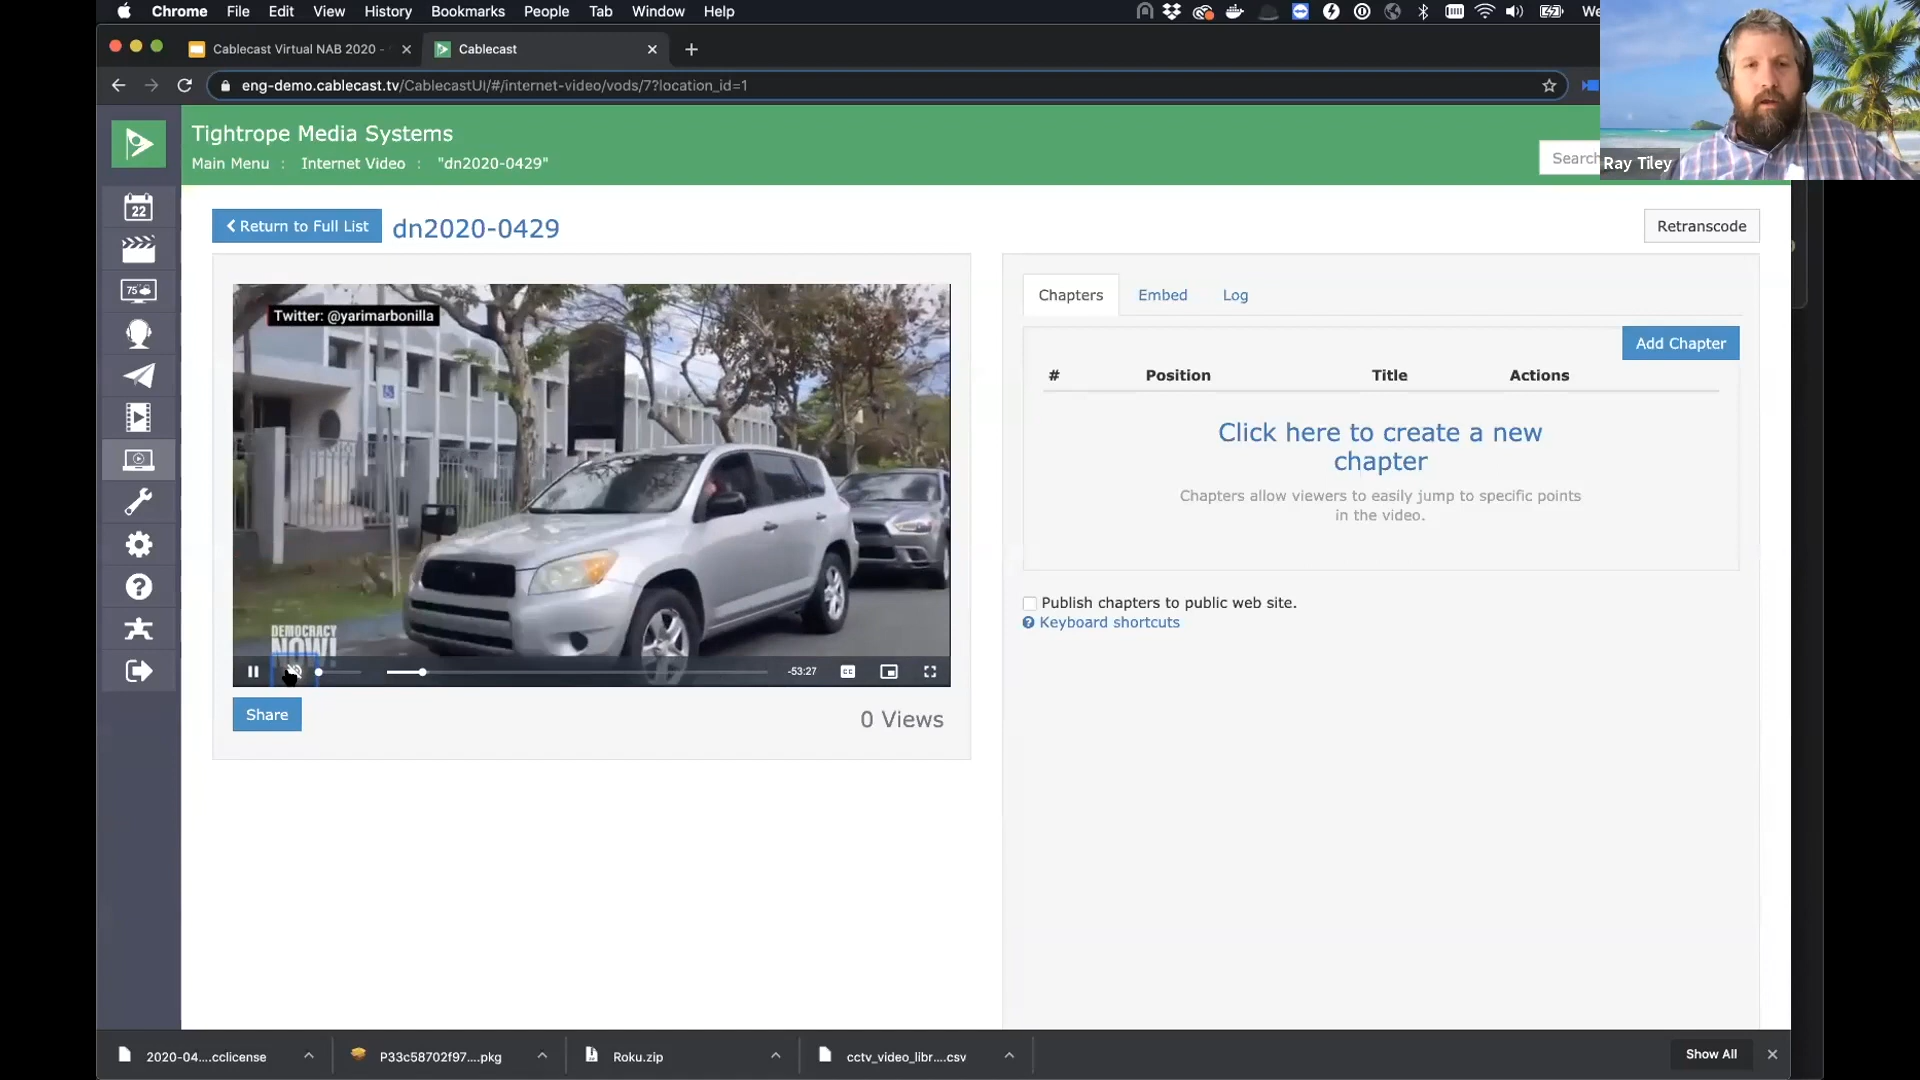 Chrome File Edit View History Bookmarks People Tab Window Help We
Cablecast Virtual NAB 2020 -
Cablecast
eng-demo.cablecast.tv/CablecastUI/#/internet-video/vods/7?location_id=1
Ray Tiley
Tightrope Media Systems
Main Menu : Internet Video : "dn2020-0429"
Search
22
75°
Return to Full List
dn2020-0429
Retranscode
Twitter: @yarimarbonilla
DEMOCRACY
NOW!
-53:27
CC
Share
0 Views
Chapters Embed Log
Add Chapter
# Position Title Actions
Click here to create a new
chapter
Chapters allow viewers to easily jump to specific points
in the video.
Publish chapters to public web site.
Keyboard shortcuts
2020-04....cclicense
P33c58702f97....pkg
Roku.zip
cctv_video_libr....csv
Show All